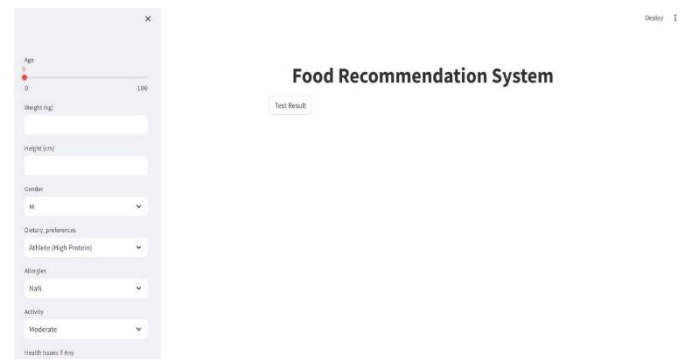 Deploy
Age
0
0 100
Weight (kg)
Height (cm)
Gender
M
Dietary_preferences
Athlete (High Protein)
Allergies
NaN
Activity
Moderate
Health Issues if Any
Food Recommendation System
Test Result